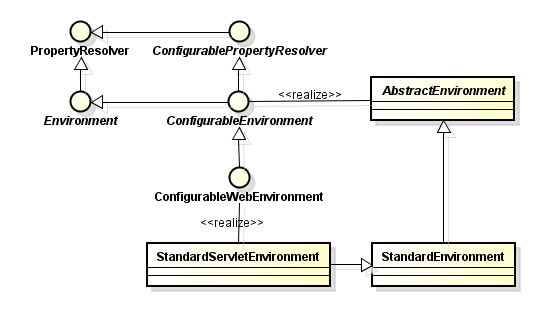 PropertyResolver
ConfigurablePropertyResolver
<<realize>>
AbstractEnvironment
Environment
ConfigurableEnvironment
ConfigurableWebEnvironment
<<realize>>
StandardServletEnvironment
StandardEnvironment